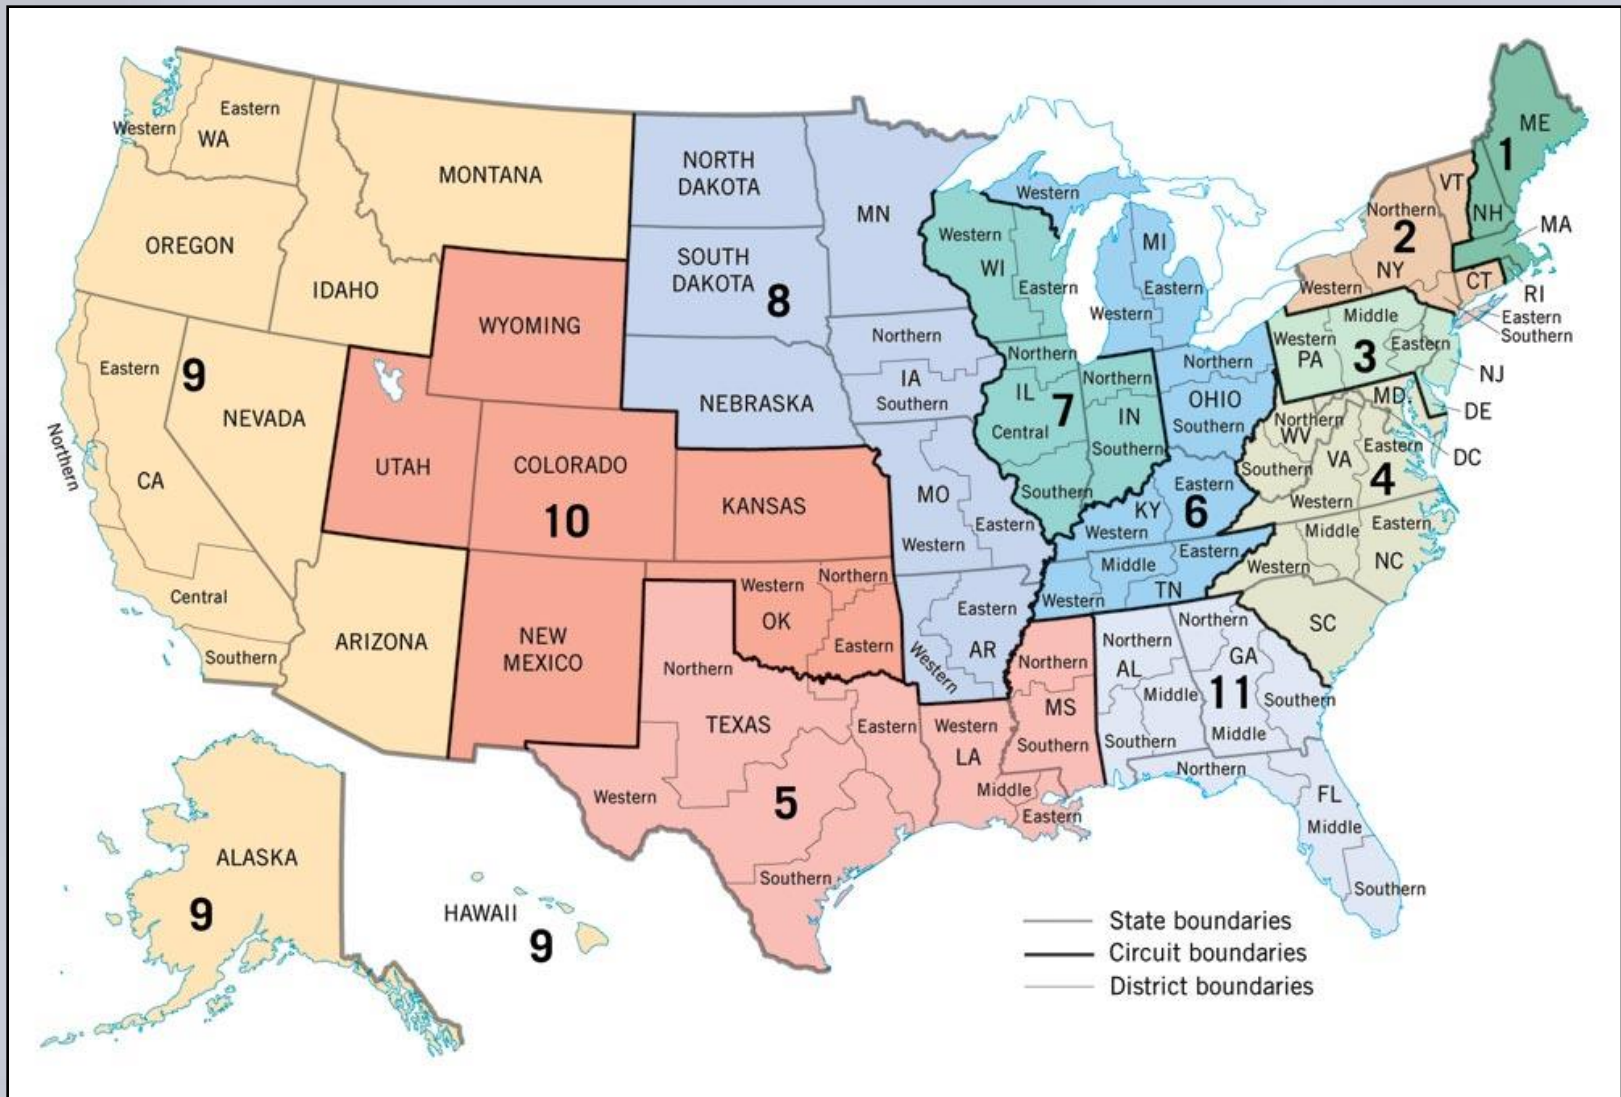 Western
Eastern
WA
MONTANA
NORTH
DAKOTA
MN
OREGON
IDAHO
SOUTH
DAKOTA
8
WYOMING
Eastern
9
NEVADA
NEBRASKA
Northern
CA
UTAH
COLORADO
10
KANSAS
Central
Southern
ARIZONA
NEW
MEXICO
Western
Northern
OK
Eastern
Northern
TEXAS
Eastern
Western
5
Southern
Northern
IA
Southern
MO
Eastern
Western
Eastern
AR
Western
Western
LA
Middle
Eastern
Northern
MS
Southern
Western
WI
Eastern
Northern
IL
7
Central
Southern
Northern
IN
Southern
Western
MI
Eastern
Western
Northern
OHIO
Southern
Eastern
KY
6
Western
Eastern
Middle
TN
Western
Northern
AL
Middle
Southern
Northern
GA
11
Southern
Middle
Northern
FL
Middle
Southern
ME
1
VT
NH
MA
Northern
2
NY
Western
CT
RI
Eastern
Southern
Middle
Western
PA
3
Eastern
NJ
MD.
DE
DC
Northern
WV
Southern
Eastern
VA
4
Western
Middle
Eastern
Western
NC
SC
ALASKA
9
HAWAII
9
State boundaries
Circuit boundaries
District boundaries